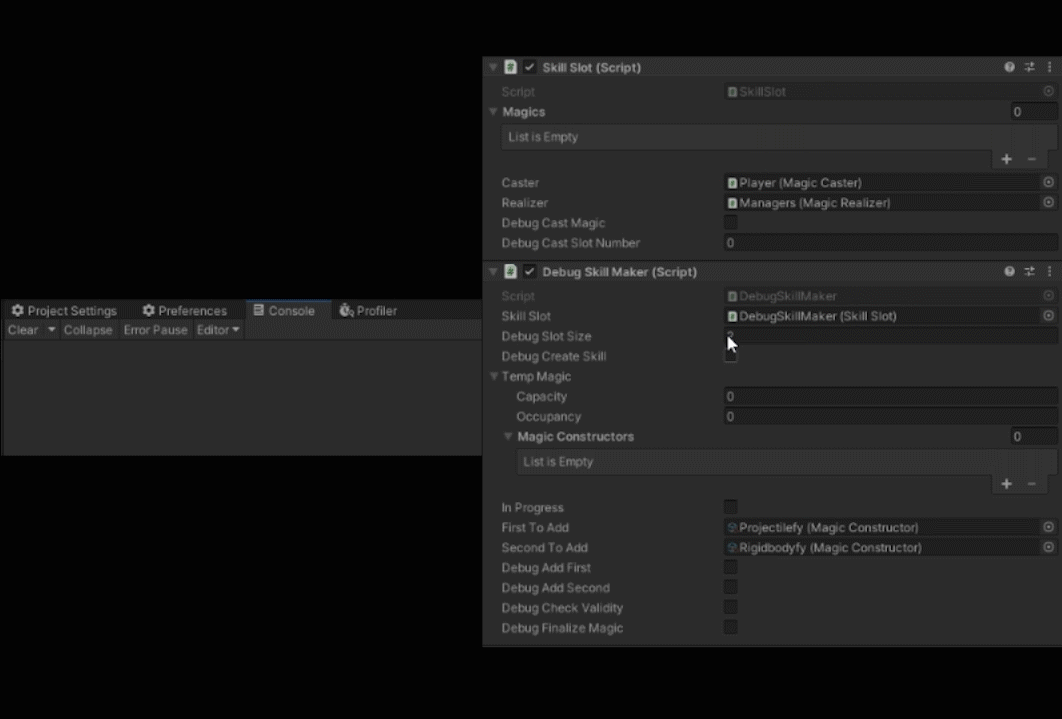 Skill Slot (Script)
Script SkillSlot
Magics 0
List is Empty
+ −
Caster Player (Magic Caster)
Realizer Managers (Magic Realizer)
Debug Cast Magic
Debug Cast Slot Number 0
Debug Skill Maker (Script)
Script DebugSkillMaker
Project Settings Preferences Console Profiler
Skill Slot DebugSkillMaker (Skill Slot)
Clear Collapse Error Pause Editor
Debug Slot Size
Debug Create Skill
Temp Magic
Capacity 0
Occupancy 0
Magic Constructors 0
List is Empty
+ −
In Progress
First To Add Projectilefy (Magic Constructor)
Second To Add Rigidbodyfy (Magic Constructor)
Debug Add First
Debug Add Second
Debug Check Validity
Debug Finalize Magic